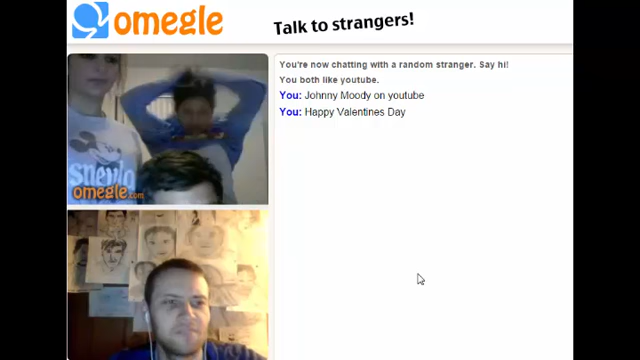 omegle
Talk to strangers!
You're now chatting with a random stranger. Say hi!
You both like youtube.
You: Johnny Moody on youtube
You: Happy Valentines Day
omegle.com